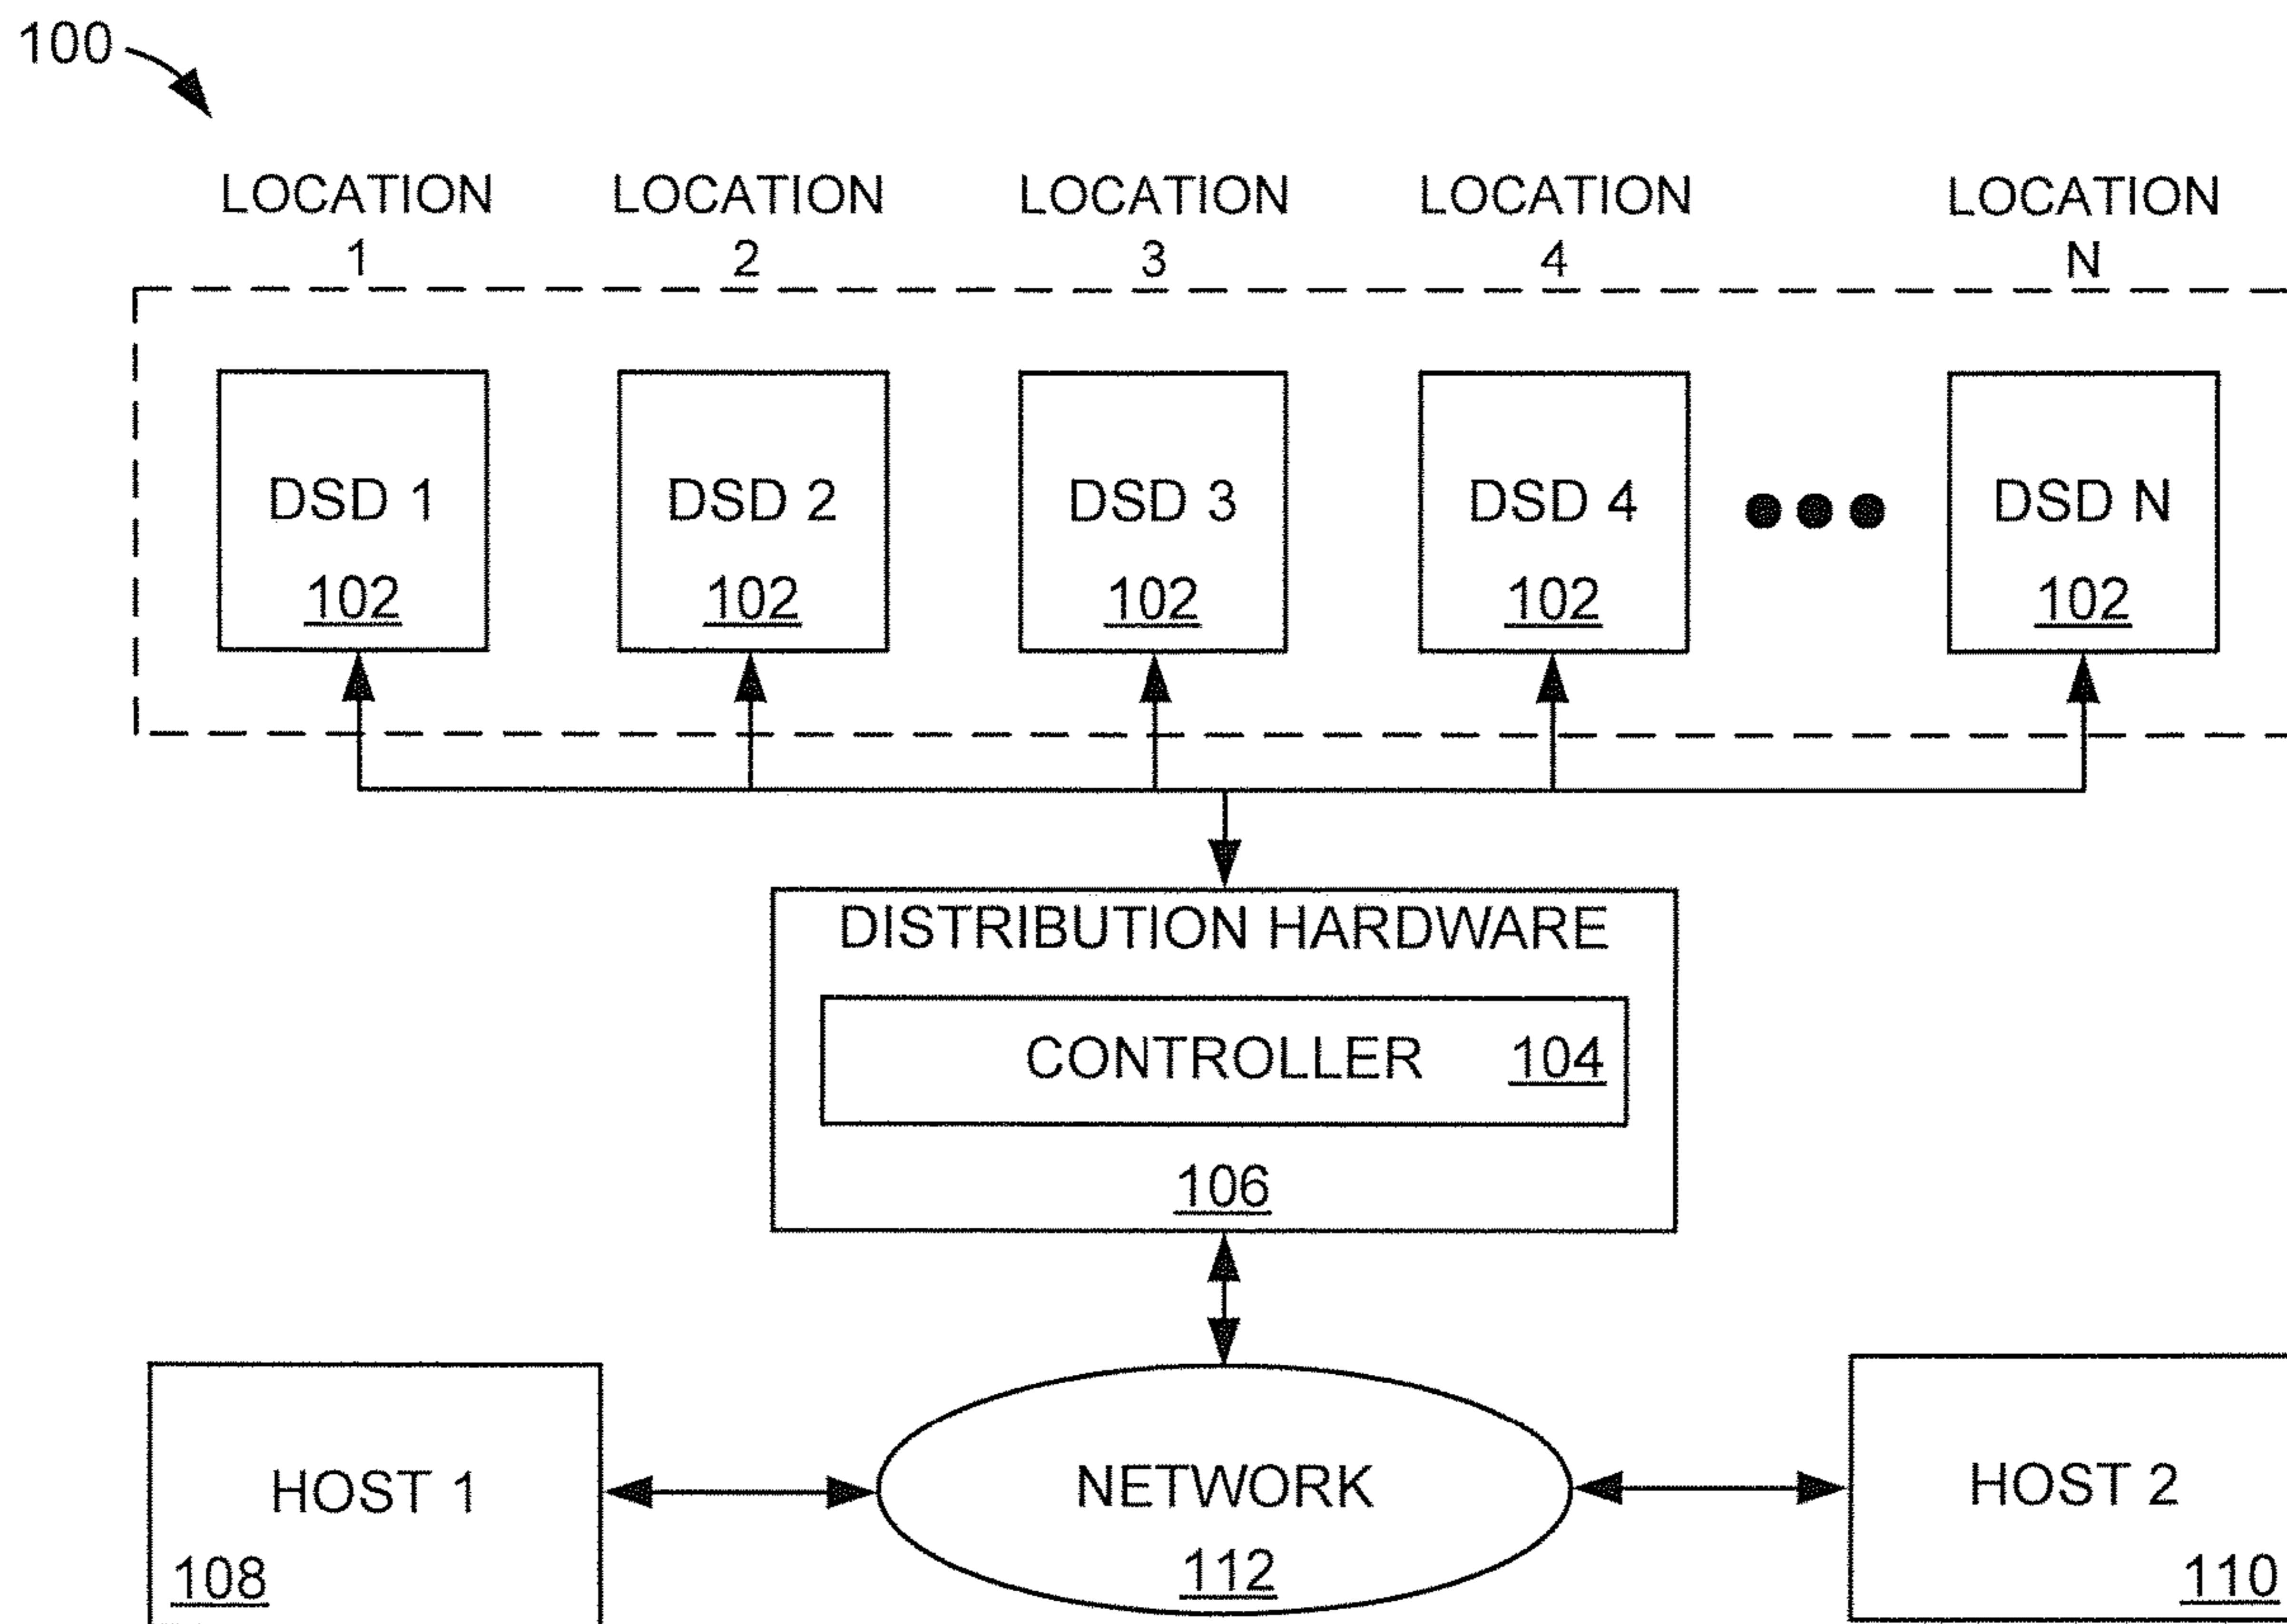 100
LOCATION LOCATION LOCATION LOCATION LOCATION
1 2 3 4 N
DSD 1 DSD 2 DSD 3 DSD 4 DSD N
102 102 102 102 102
DISTRIBUTION HARDWARE
CONTROLLER 104
106
HOST 1 NETWORK HOST 2
108 112 110